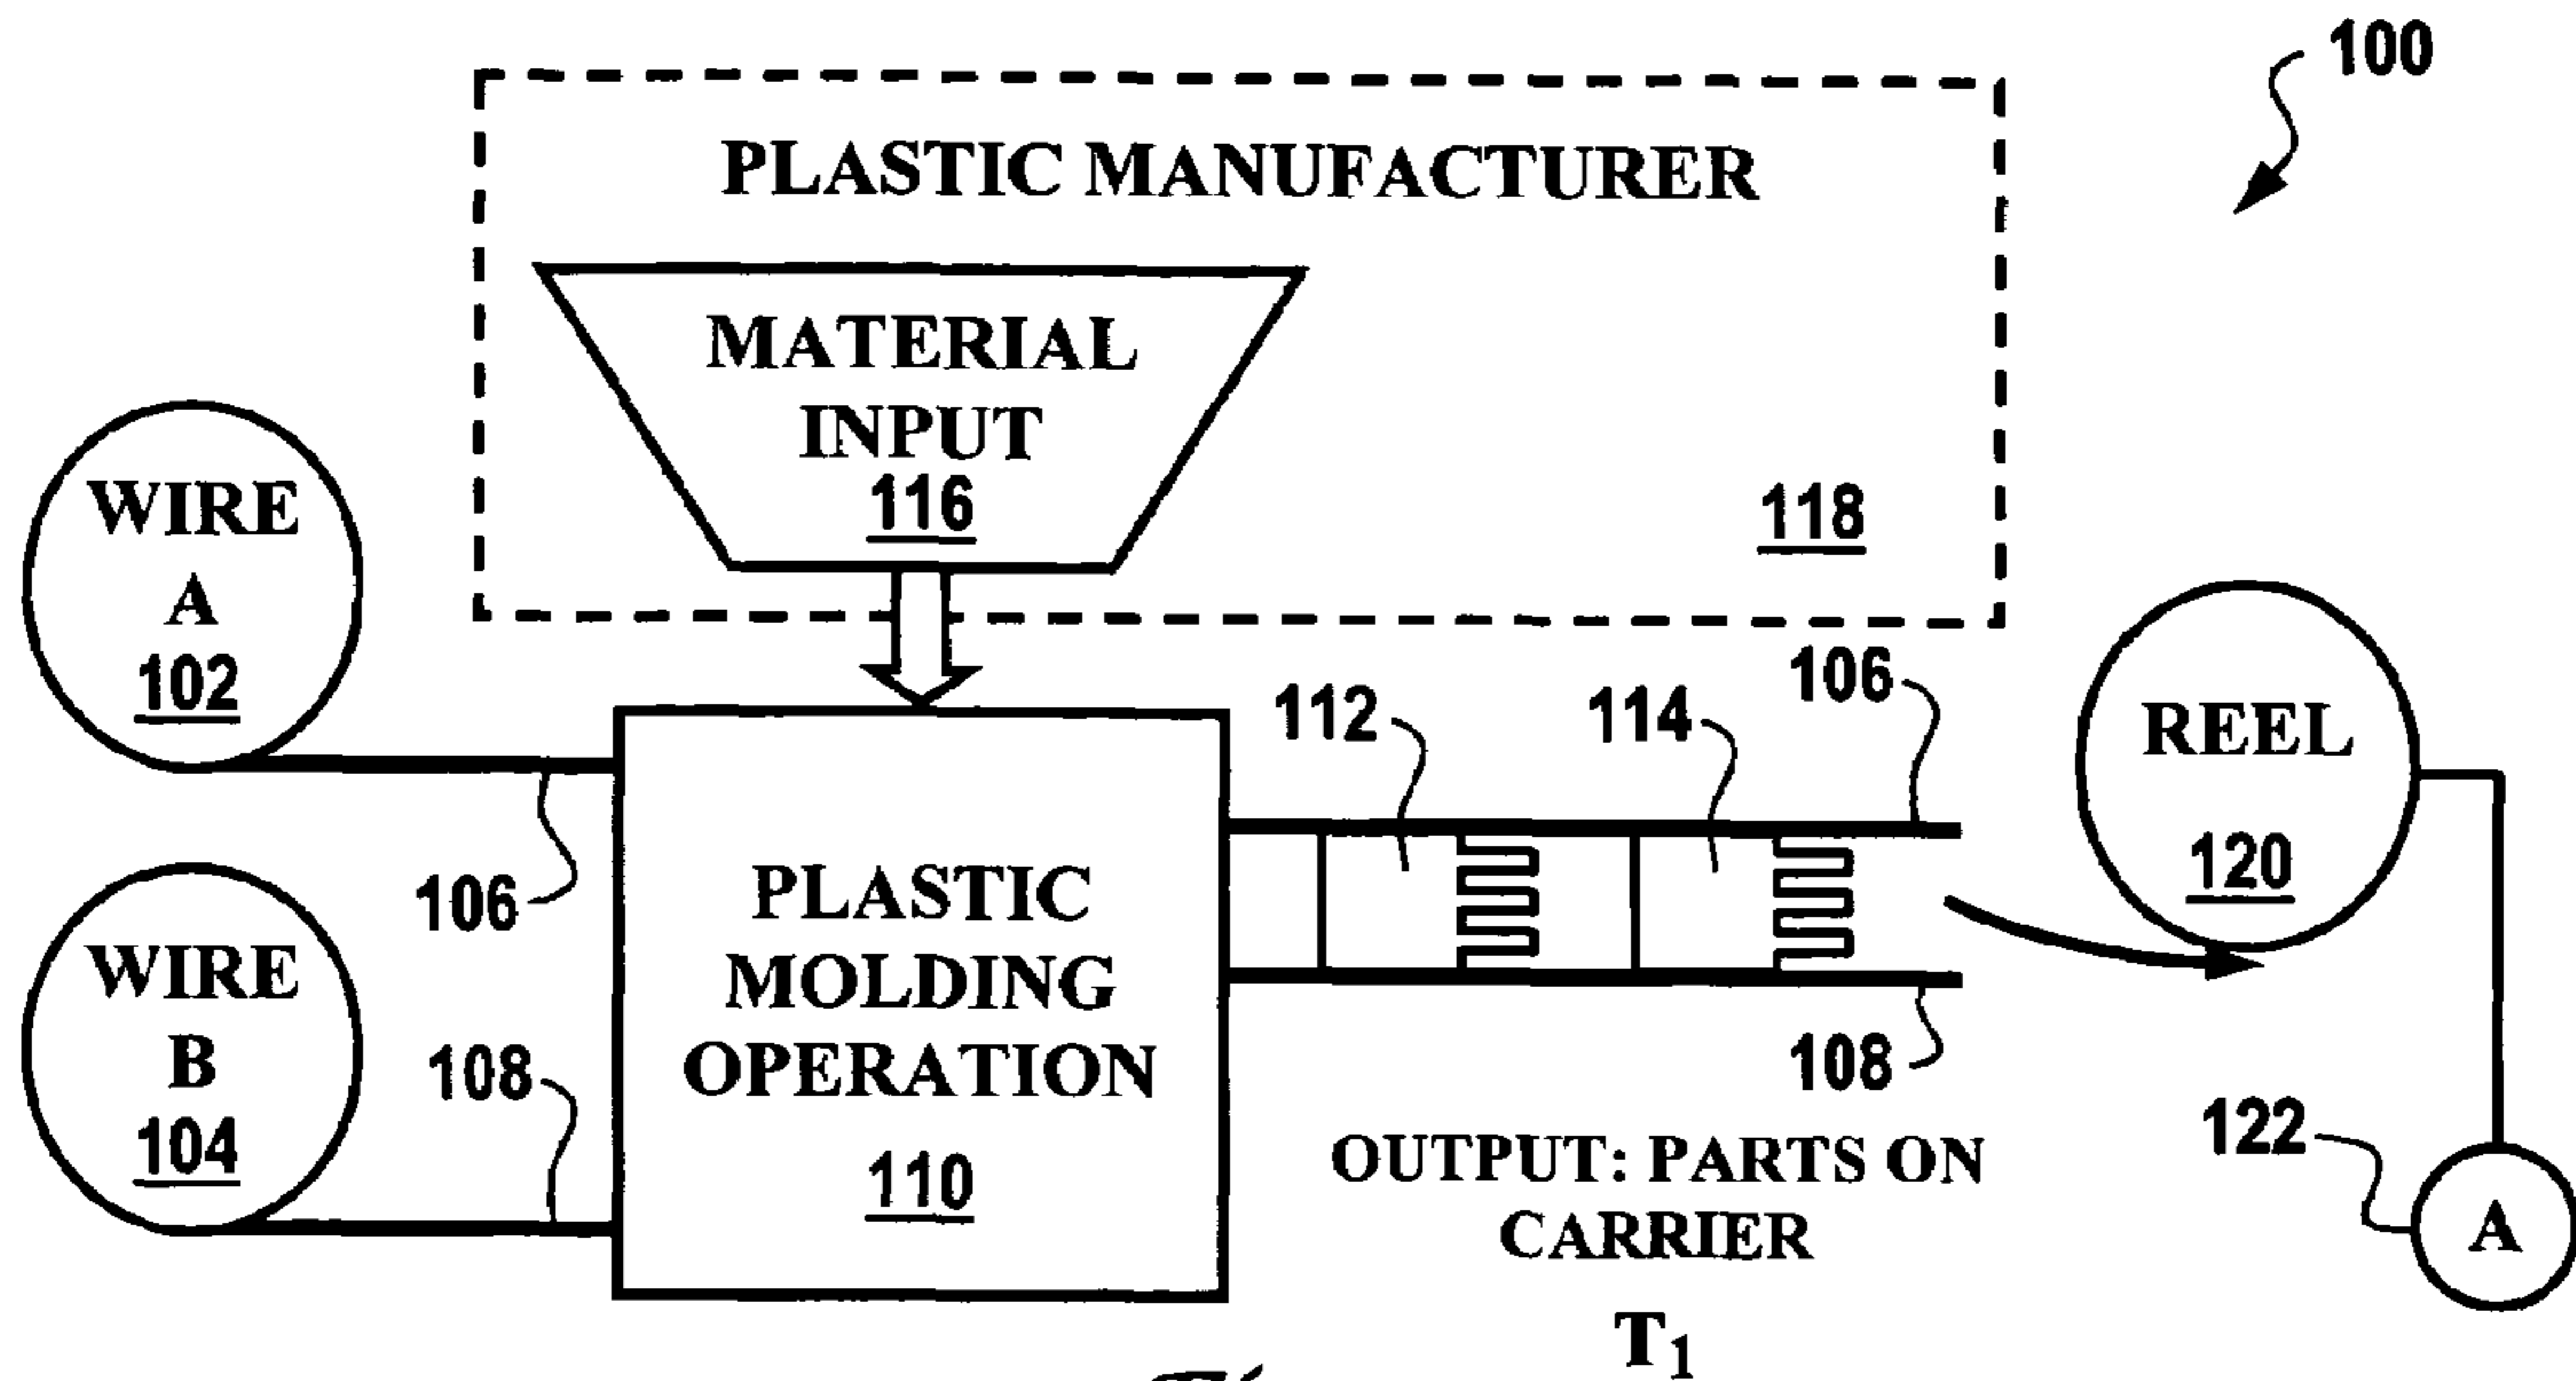 100
PLASTIC MANUFACTURER
MATERIAL
INPUT
116
118
WIRE
A
102
106
WIRE
B
104
108
PLASTIC
MOLDING
OPERATION
110
112
114
106
108
OUTPUT: PARTS ON
CARRIER
T1
REEL
120
122
A